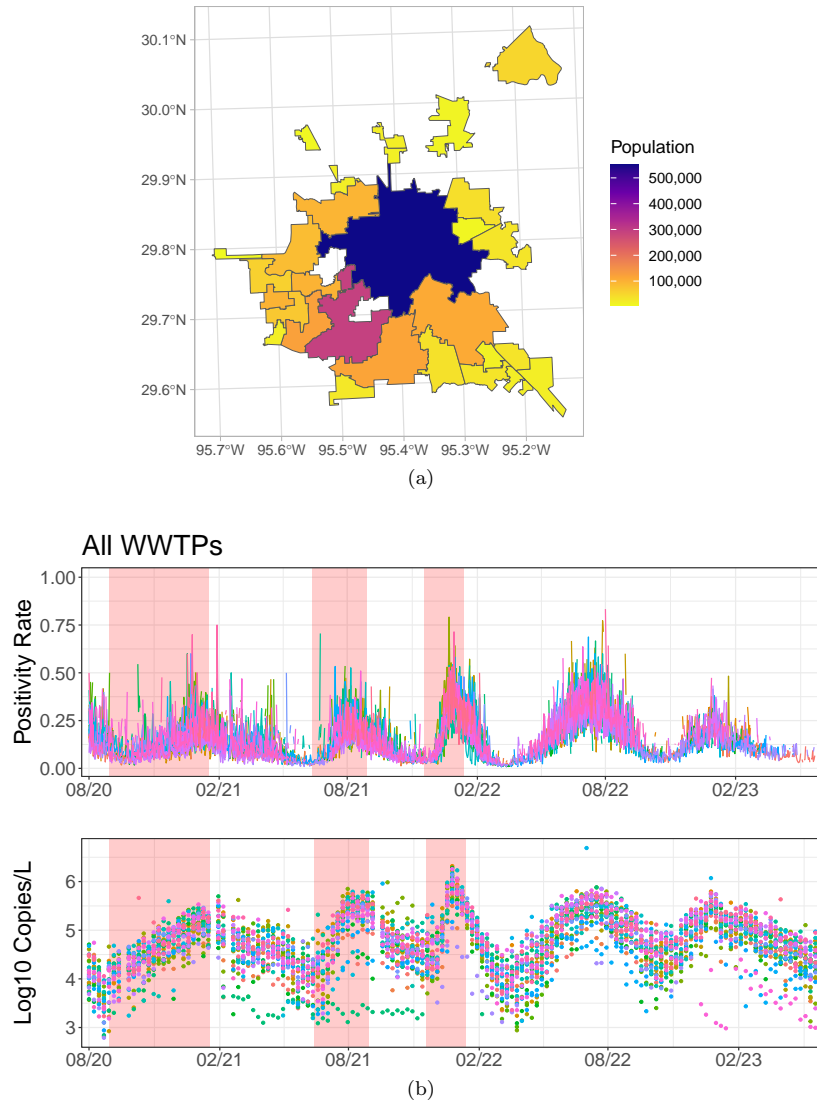 30.1°N
30.0°N
29.9°N
29.8°N
29.7°N
29.6°N
95.7°W 95.6°W 95.5°W 95.4°W 95.3°W 95.2°W
Population
500,000
400,000
300,000
200,000
100,000
(a)
All WWTPs
Positivity Rate
1.00
0.75
0.50
0.25
0.00
08/20 02/21 08/21 02/22 08/22 02/23
Log10 Copies/L
6
5
4
3
08/20 02/21 08/21 02/22 08/22 02/23
(b)